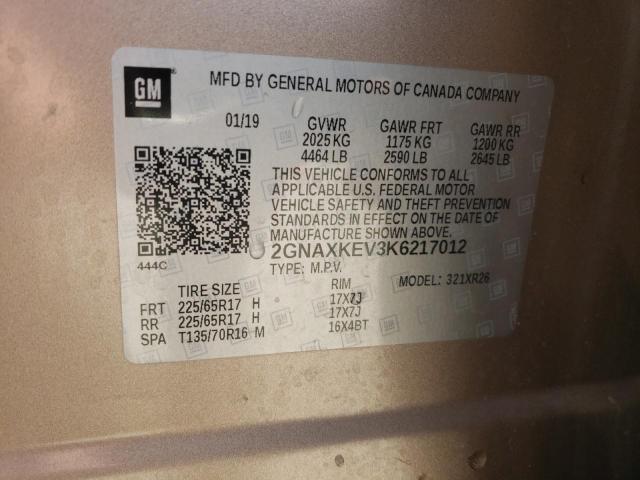 GM
MFD BY GENERAL MOTORS OF CANADA COMPANY
01/19 GVWR GAWR FRT GAWR RR
2025 KG 1175 KG 1200 KG
4464 LB 2590 LB 2645 LB
THIS VEHICLE CONFORMS TO ALL
APPLICABLE U.S. FEDERAL MOTOR
VEHICLE SAFETY AND THEFT PREVENTION
STANDARDS IN EFFECT ON THE DATE OF
MANUFACTURE SHOWN ABOVE.
2GNAXKEV3K6217012
444C TYPE: M.P.V. MODEL: 321XR26
TIRE SIZE RIM
FRT 225/65R17 H 17X7J
RR 225/65R17 H 17X7J
SPA T135/70R16 M 16X4BT